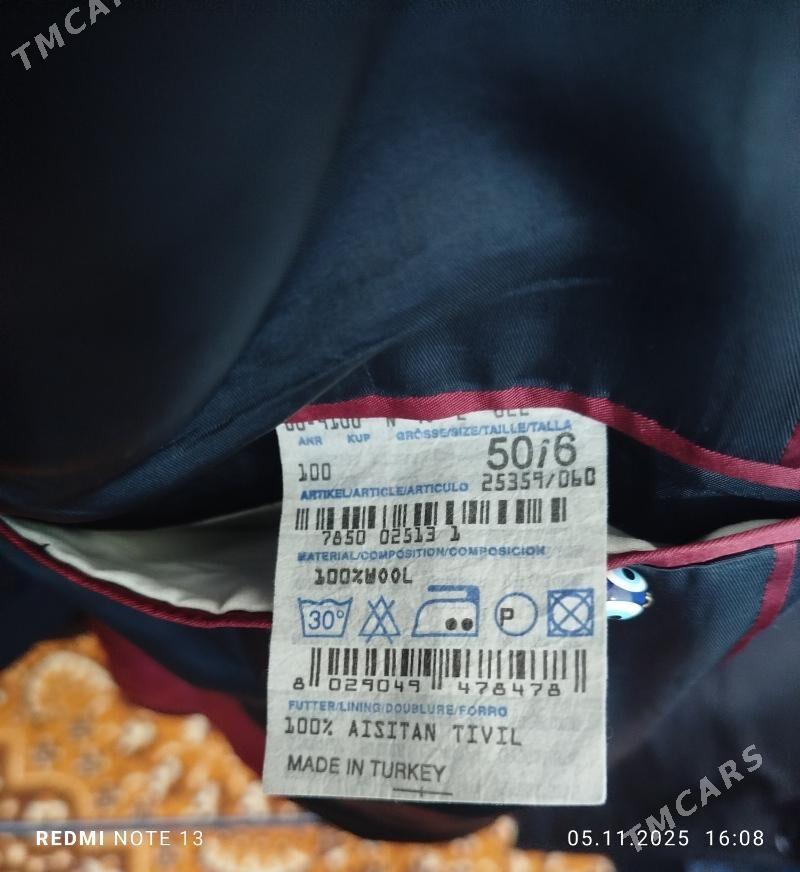 TMCARS
ANR KUP GRÖSSE/SIZE/TAILLE/TALLA
50/6
100
ARTIKEL/ARTICLE/ARTICULO 25359/060
7850 02513 1
MATERIAL/COMPOSITION/COMPOSICION
100%WOOL
30° P
8 029049 478478
FUTTER/LINING/DOUBLURE/FORRO
100% AISITAN TIVIL
MADE IN TURKEY
TMCARS
REDMI NOTE 13
05.11.2025 16:08